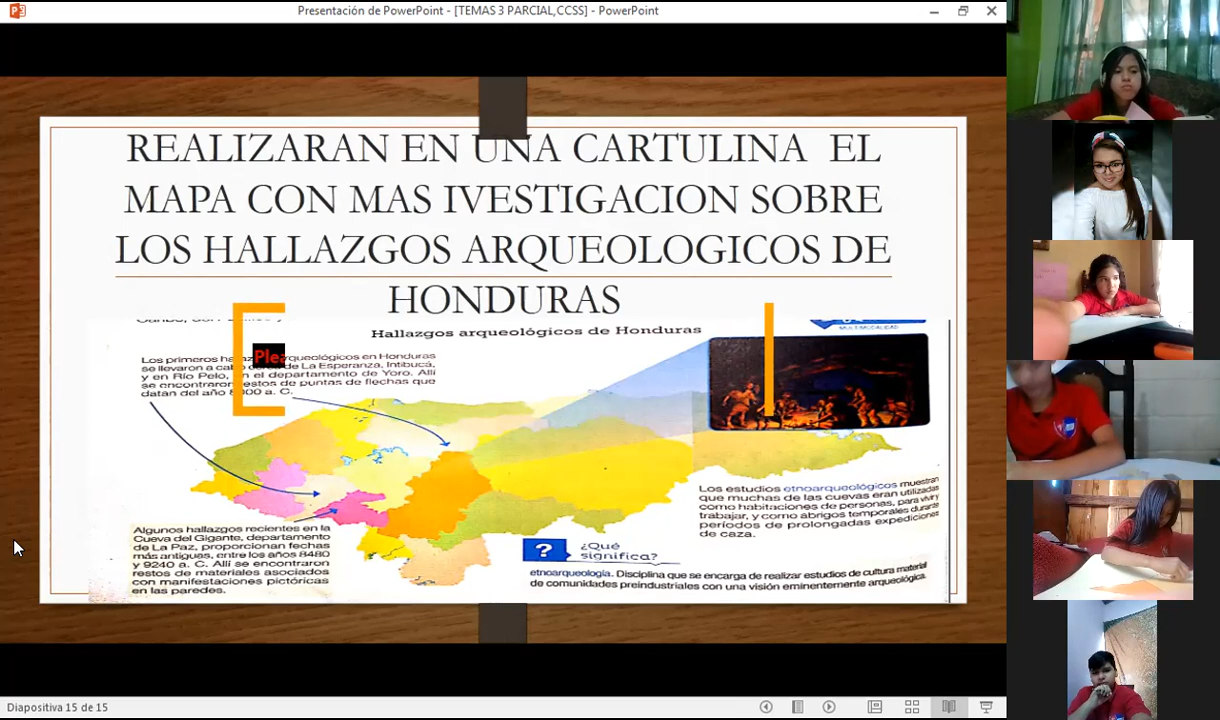 Presentación de PowerPoint - [TEMAS 3 PARCIAL,CCSS] - PowerPoint
REALIZARAN EN UNA CARTULINA EL
MAPA CON MAS IVESTIGACION SOBRE
LOS HALLAZGOS ARQUEOLOGICOS DE
HONDURAS
Hallazgos arqueológicos de Honduras
MULTIMODALIDAD
Los primeros arqueológicos en Honduras
se llevaron a cabo de La Esperanza, Intibucá,
y en Río Pelo, en el departamento de Yoro. Allí
se encontraron restos de puntas de flechas que
datan del año a. C.
Plea
Los estudios etnoarqueológicos muestran
que muchas de las cuevas eran utilizadas
como habitaciones de personas, para vivir y
trabajar, y como abrigos temporales durante
períodos de prolongadas expediciones
de caza.
Algunos hallazgos recientes en la
Cueva del Gigante, departamento
de La Paz, proporcionan fechas
más antiguas, entre los años 8480
y 9240 a. C. Allí se encontraron
restos de materiales asociados
con manifestaciones pictóricas
en las paredes.
? ¿Qué
significa?
etnoarqueología. Disciplina que se encarga de realizar estudios de cultura material
de comunidades preindustriales con una visión eminentemente arqueológica.
Diapositiva 15 de 15